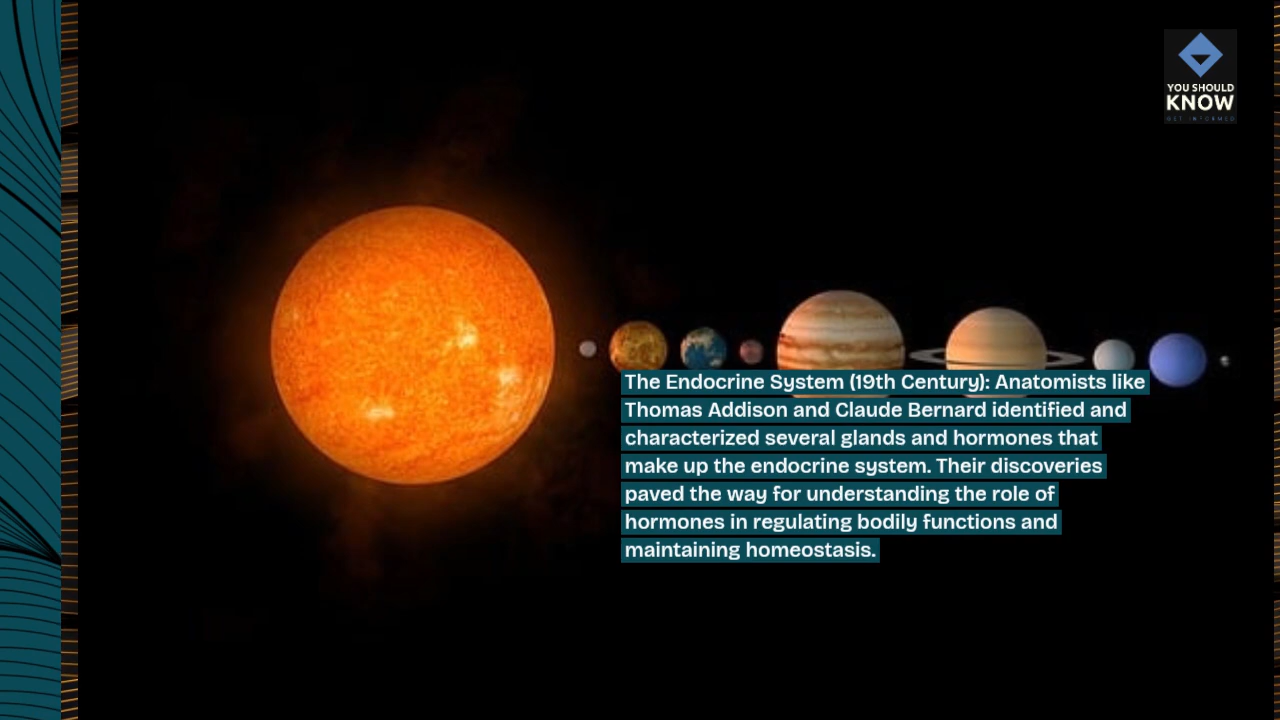 YOU SHOULD
KNOW
GET INFORMED
The Endocrine System (19th Century): Anatomists like
Thomas Addison and Claude Bernard identified and
characterized several glands and hormones that
make up the endocrine system. Their discoveries
paved the way for understanding the role of
hormones in regulating bodily functions and
maintaining homeostasis.